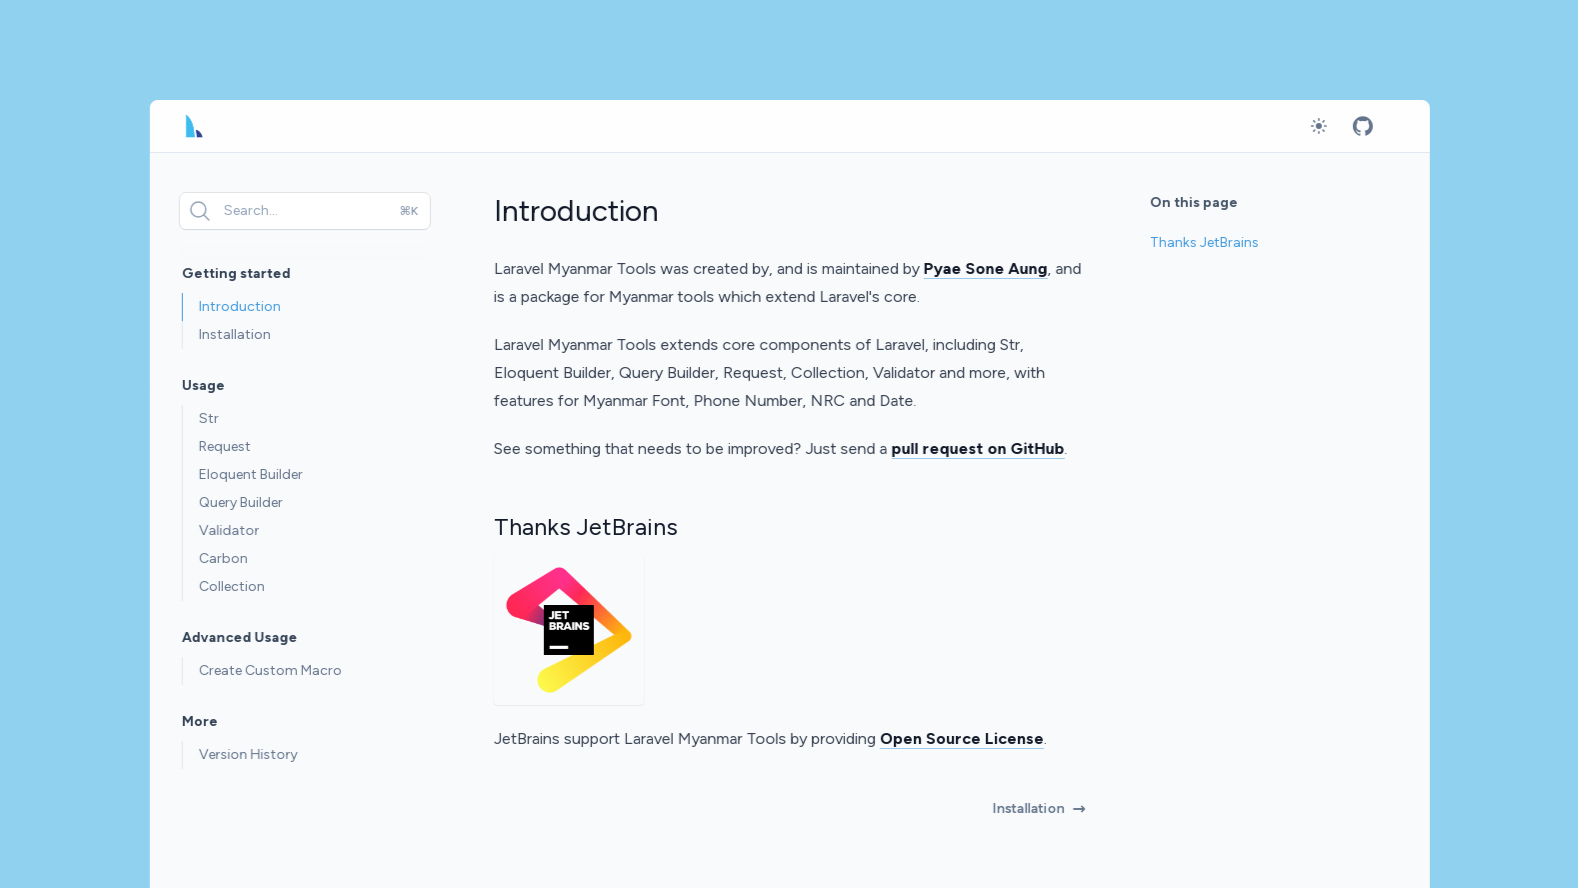 Search...
⌘K
Getting started
Introduction
Installation
Usage
Str
Request
Eloquent Builder
Query Builder
Validator
Carbon
Collection
Advanced Usage
Create Custom Macro
More
Version History
Introduction
Laravel Myanmar Tools was created by, and is maintained by Pyae Sone Aung, and
is a package for Myanmar tools which extend Laravel's core.
Laravel Myanmar Tools extends core components of Laravel, including Str,
Eloquent Builder, Query Builder, Request, Collection, Validator and more, with
features for Myanmar Font, Phone Number, NRC and Date.
See something that needs to be improved? Just send a pull request on GitHub.
Thanks JetBrains
JET
BRAINS
JetBrains support Laravel Myanmar Tools by providing Open Source License.
Installation →
On this page
Thanks JetBrains